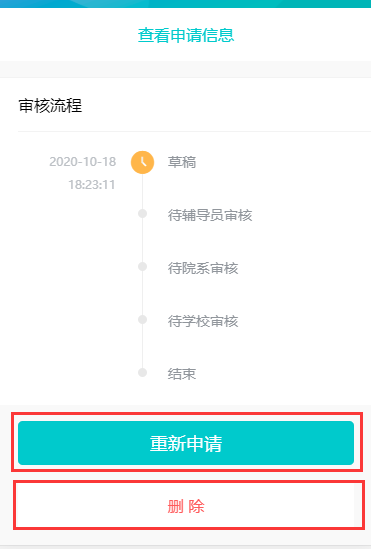 查看申请信息
审核流程
2020-10-18 草稿
18:23:11
待辅导员审核
待院系审核
待学校审核
结束
重新申请
删 除